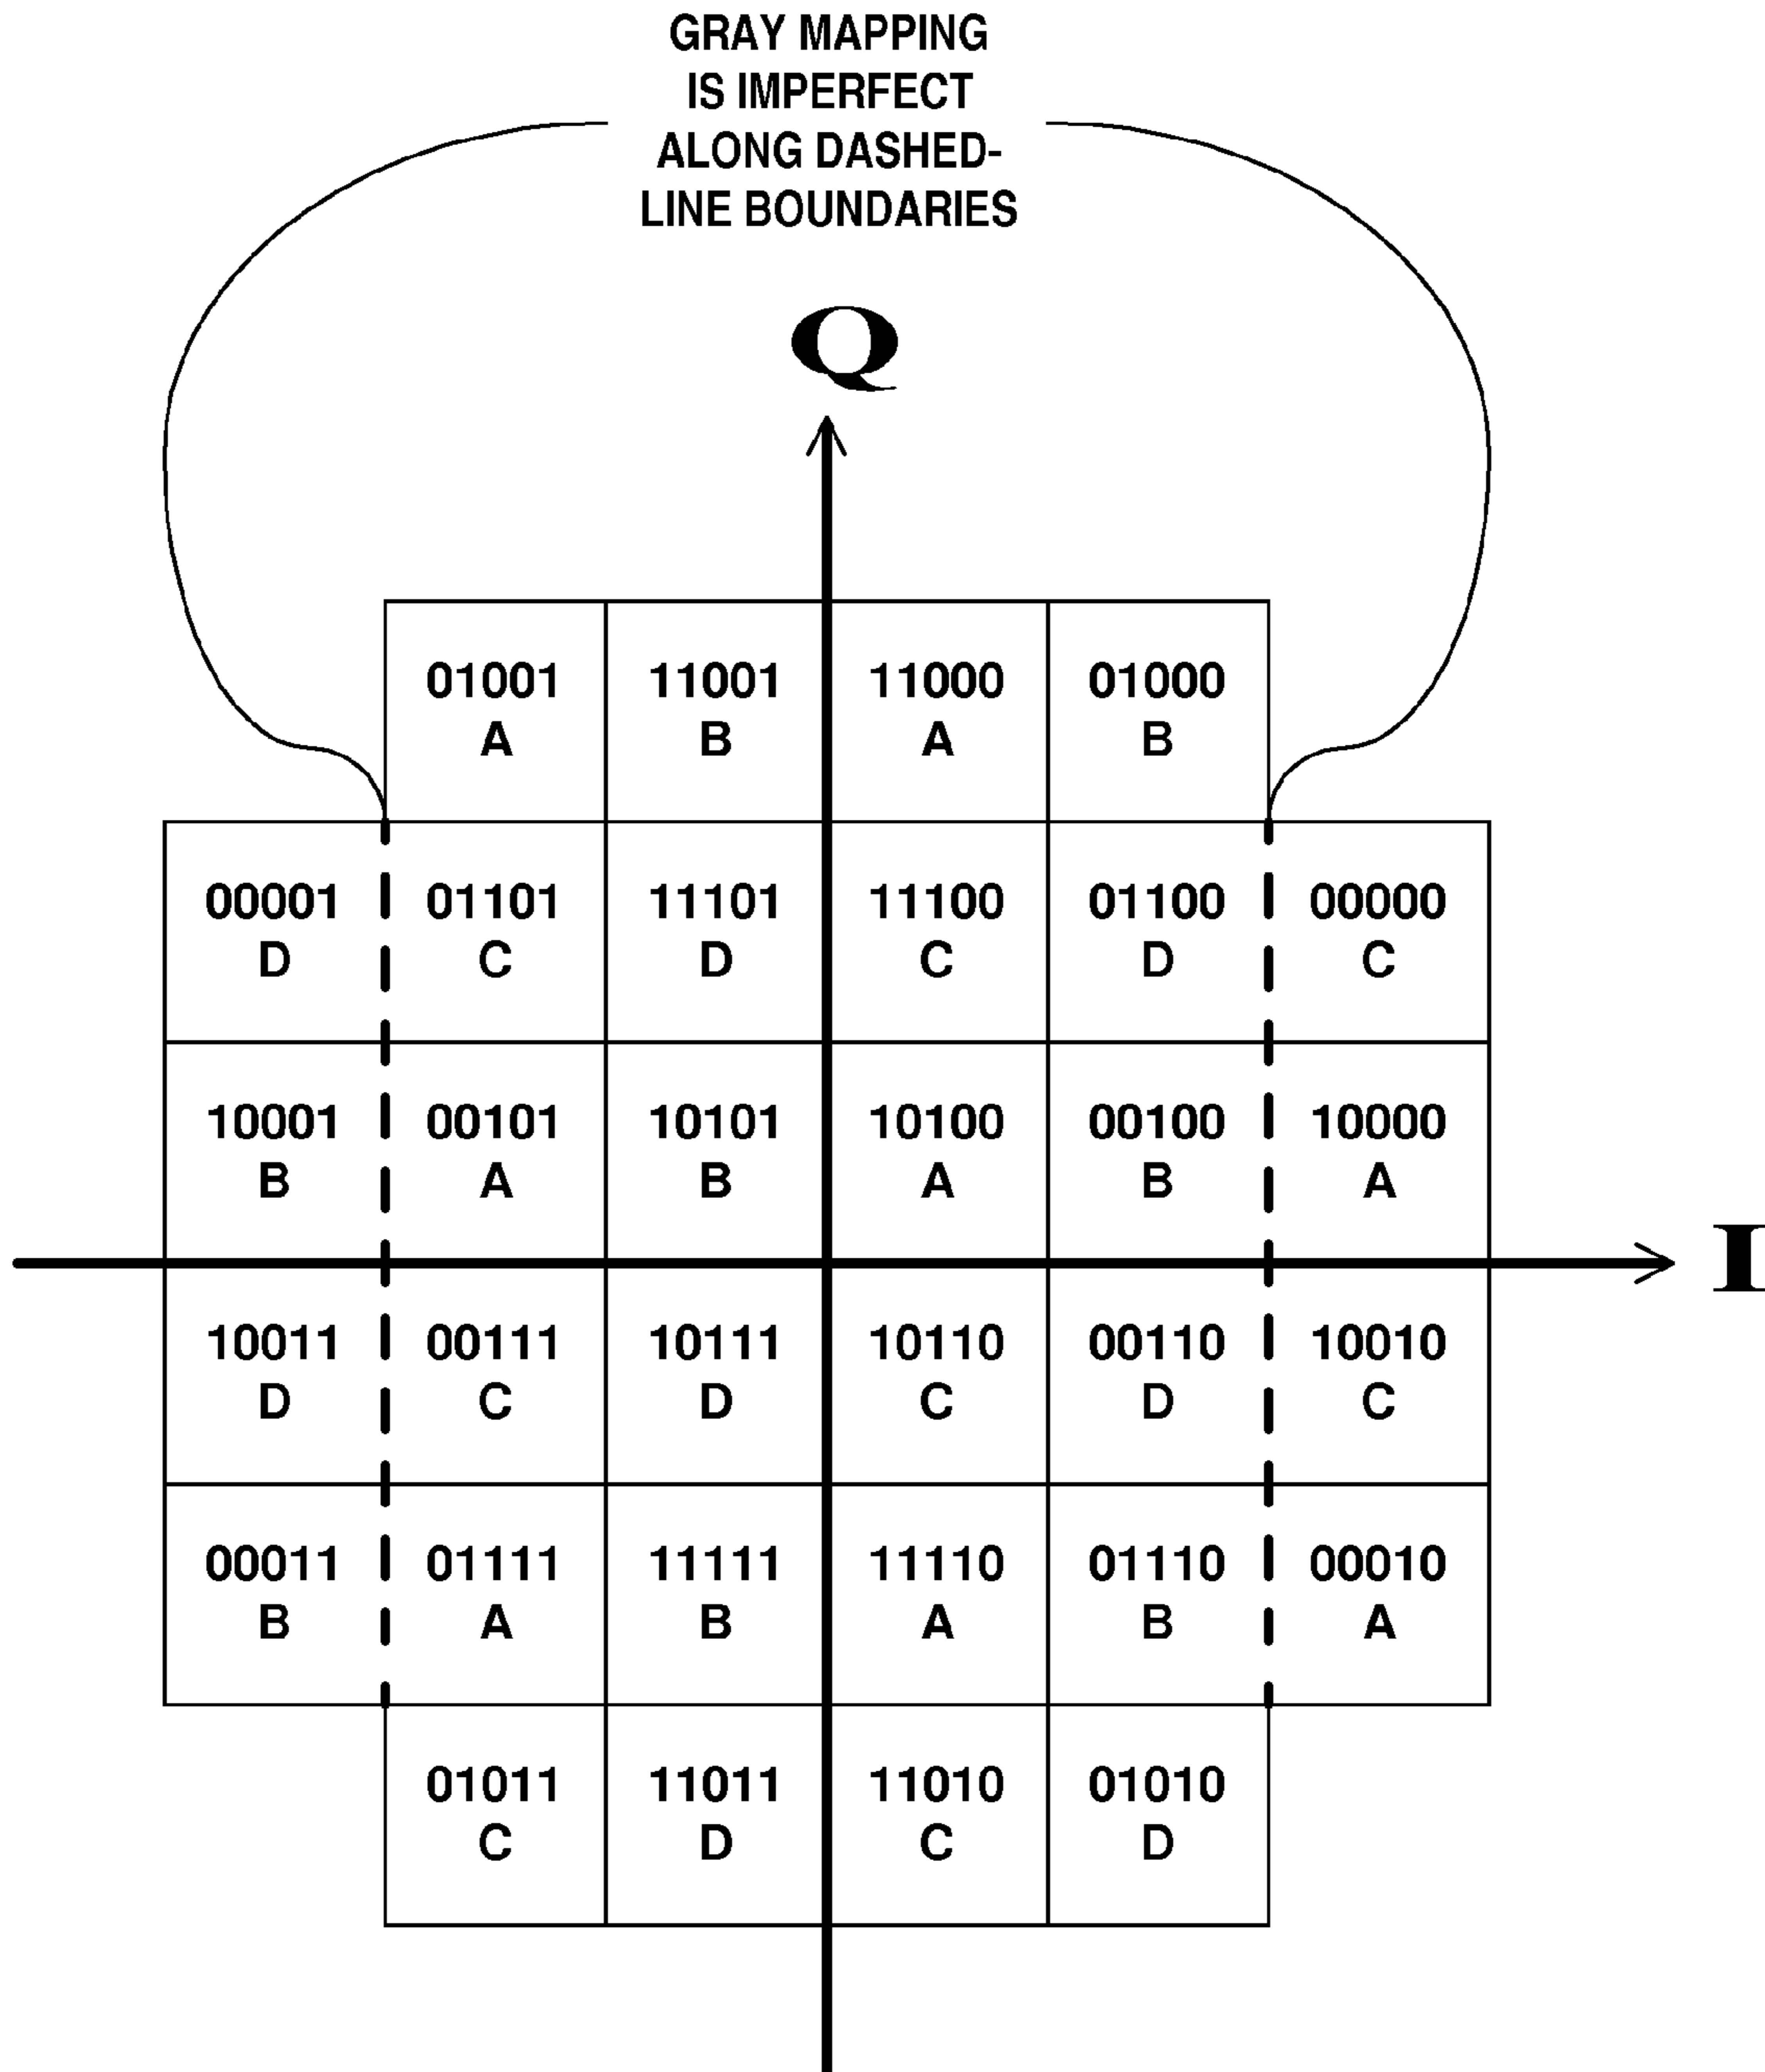 GRAY MAPPING
IS IMPERFECT
ALONG DASHED-
LINE BOUNDARIES
Q
01001 11001 11000 01000
A B A B
00001 01101 11101 11100 01100 00000
D C D C D C
10001 00101 10101 10100 00100 10000
B A B A B A
I
10011 00111 10111 10110 00110 10010
D C D C D C
00011 01111 11111 11110 01110 00010
B A B A B A
01011 11011 11010 01010
C D C D